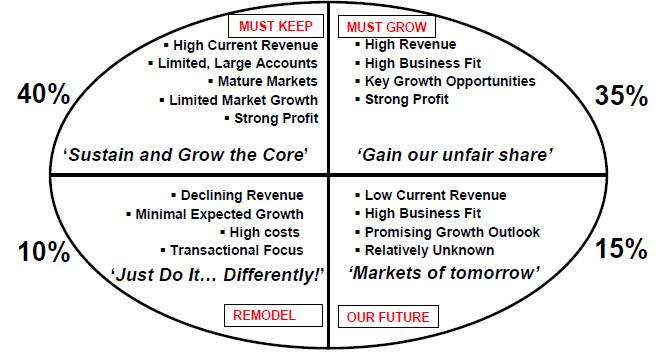 MUST KEEP
▪ High Current Revenue
▪ Limited, Large Accounts
▪ Mature Markets
▪ Limited Market Growth
▪ Strong Profit
40%
‘Sustain and Grow the Core’
MUST GROW
▪ High Revenue
▪ High Business Fit
▪ Key Growth Opportunities
▪ Strong Profit
35%
‘Gain our unfair share’
▪ Declining Revenue
▪ Minimal Expected Growth
▪ High costs
▪ Transactional Focus
10%
‘Just Do It… Differently!’
REMODEL
▪ Low Current Revenue
▪ High Business Fit
▪ Promising Growth Outlook
▪ Relatively Unknown
15%
‘Markets of tomorrow’
OUR FUTURE